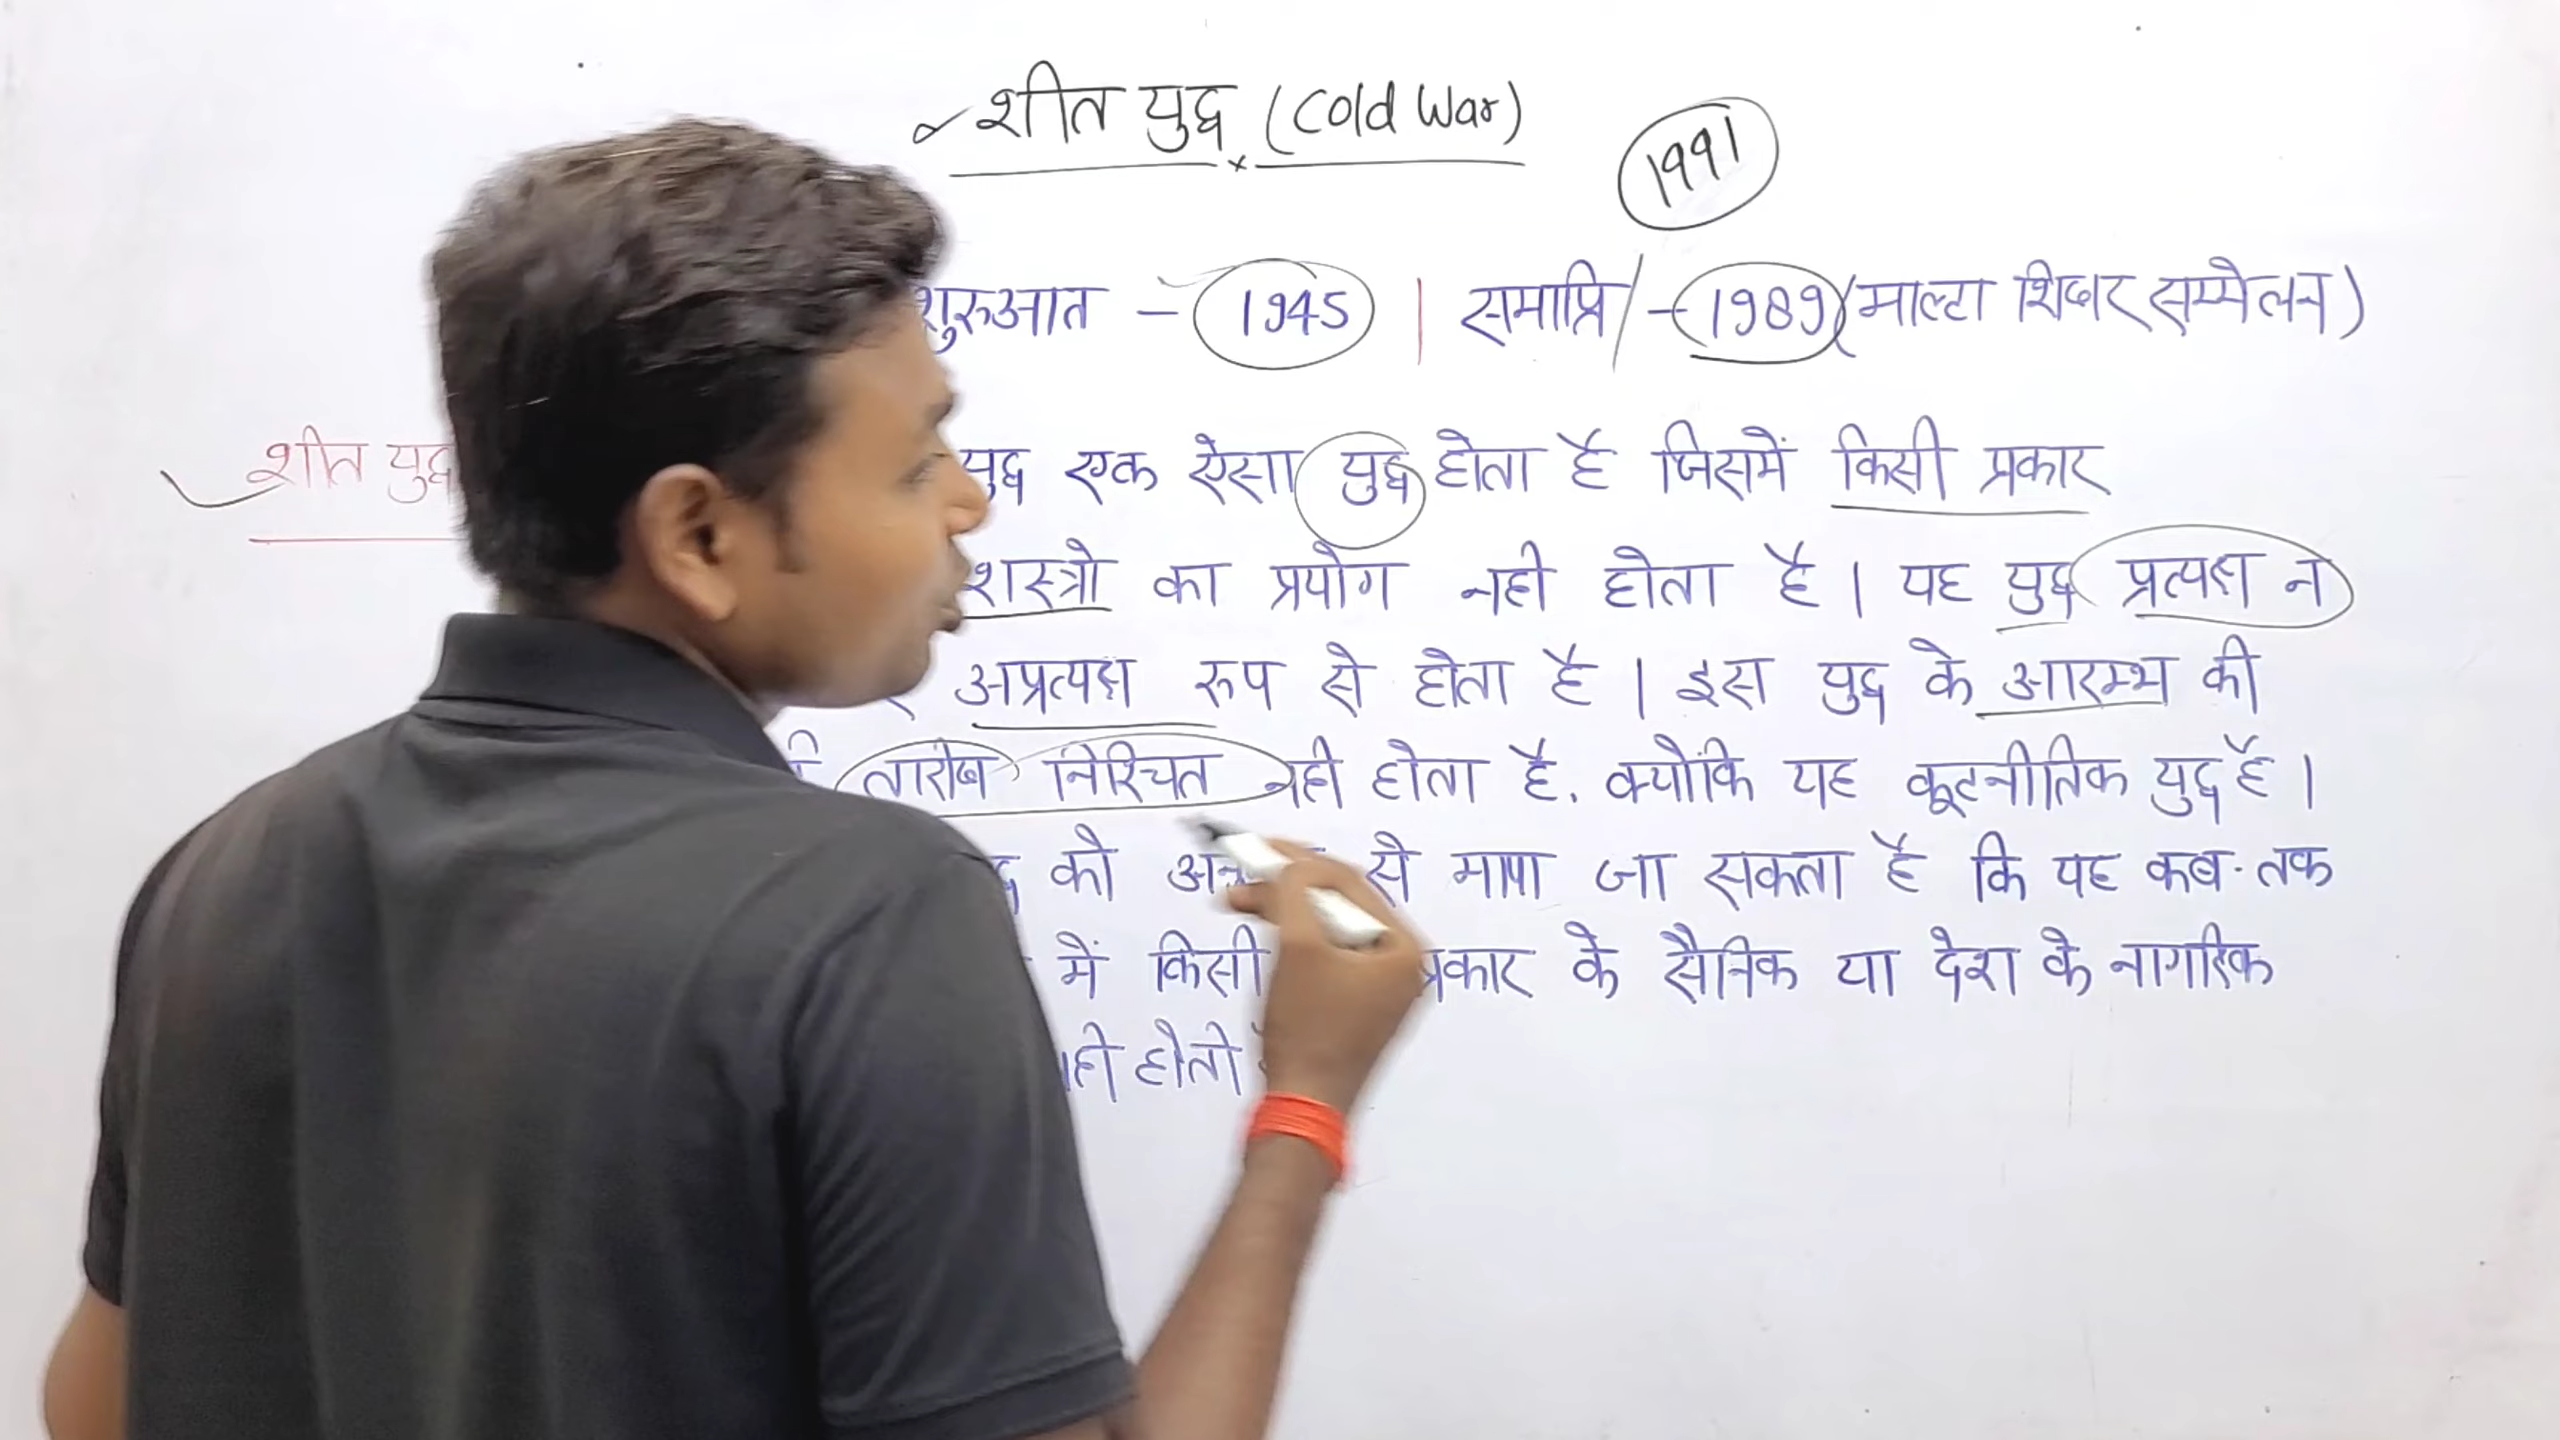 शीत युद्ध (Cold War)
1991
शुरुआत - 1945 | समाप्ति - 1989 (माल्टा शिखर सम्मेलन)
शीत युद्ध युद्ध एक ऐसा युद्ध होता है जिसमें किसी प्रकार
शस्त्रो का प्रयोग नही होता है । यह युद्ध प्रत्यक्ष न
अप्रत्यक्ष रूप से होता है । इस युद्ध के आरम्भ की
तारीख निश्चित नही होता है. क्योंकि यह कूटनीतिक युद्ध है ।
को से मापा जा सकता है कि यह कब-तक
में किसी प्रकार के सैनिक या देश के नागरिक
होती